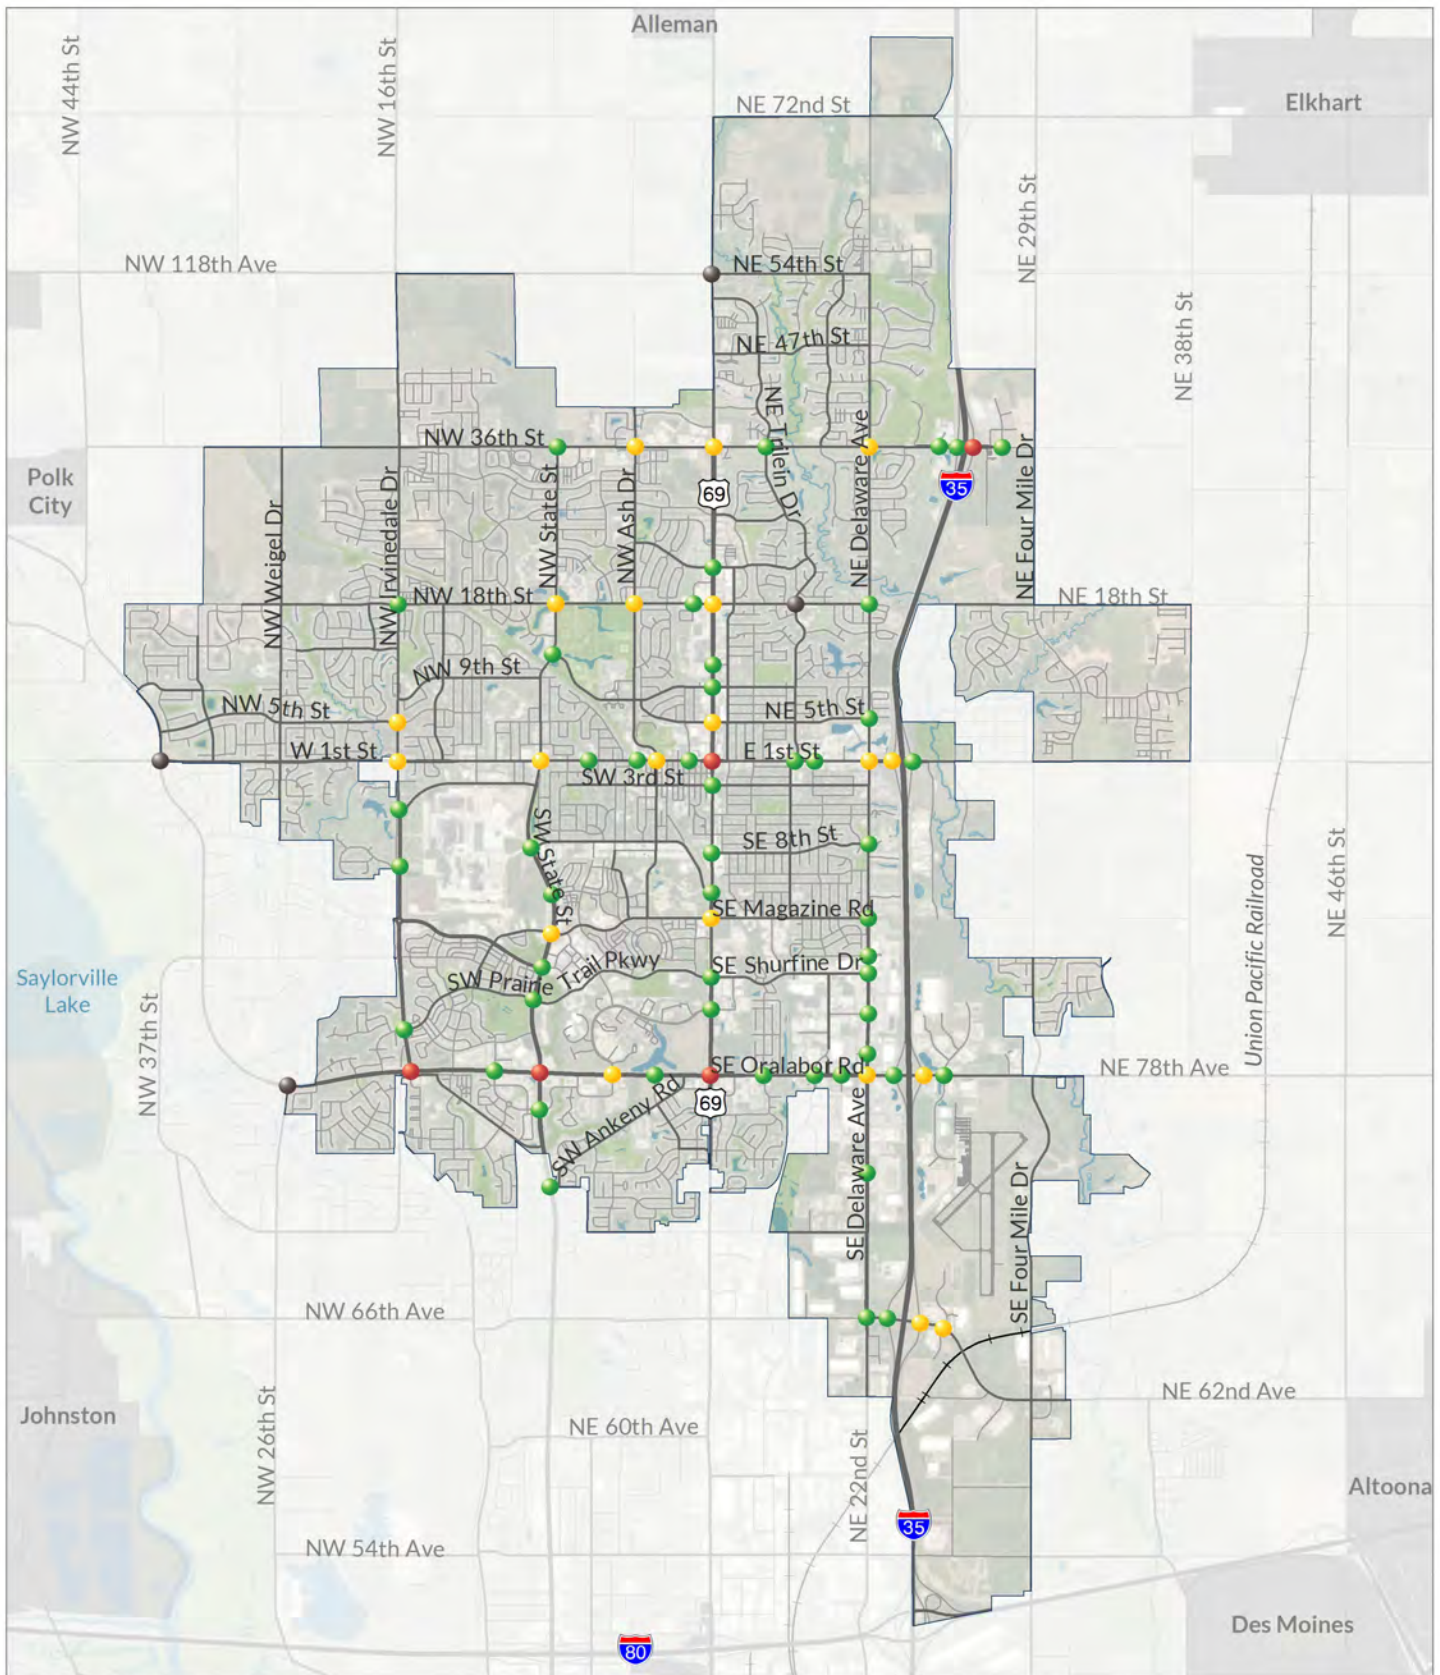 Alleman
NW 44th St
NW 16th St
NE 72nd St
Elkhart
NE 29th St
NW 118th Ave
NE 54th St
NE 38th St
NE 47th St
NW 36th St
NE Trilein Dr
NE Delaware Ave
NE Four Mile Dr
Polk
City
69
35
NW Weigel Dr
NW Irvinedale Dr
NW State St
NW Ash Dr
NW 18th St
NE 18th St
NW 9th St
NW 5th St
NE 5th St
W 1st St
E 1st St
SW 3rd St
SW State St
SE 8th St
NE 46th St
Union Pacific Railroad
SE Magazine Rd
SW Prairie Trail Pkwy
SE Shurfine Dr
Saylorville
Lake
NW 37th St
SE Oralabor Rd
NE 78th Ave
69
SW Ankeny Rd
SE Delaware Ave
SE Four Mile Dr
NW 66th Ave
NE 62nd Ave
Johnston
NW 26th St
NE 60th Ave
NE 22nd St
Altoona
35
NW 54th Ave
Des Moines
80